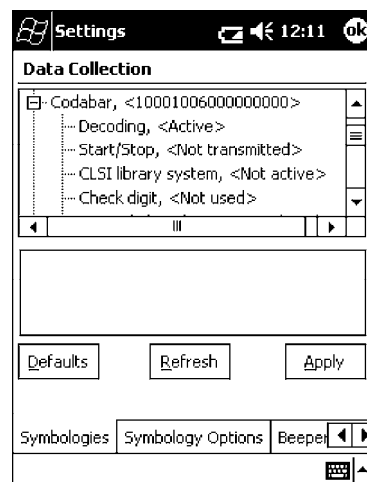 Settings 12:11 ok
Data Collection
Codabar, <10001006000000000>
Decoding, <Active>
Start/Stop, <Not transmitted>
CLSI library system, <Not active>
Check digit, <Not used>
Defaults Refresh Apply
Symbologies Symbology Options Beeper